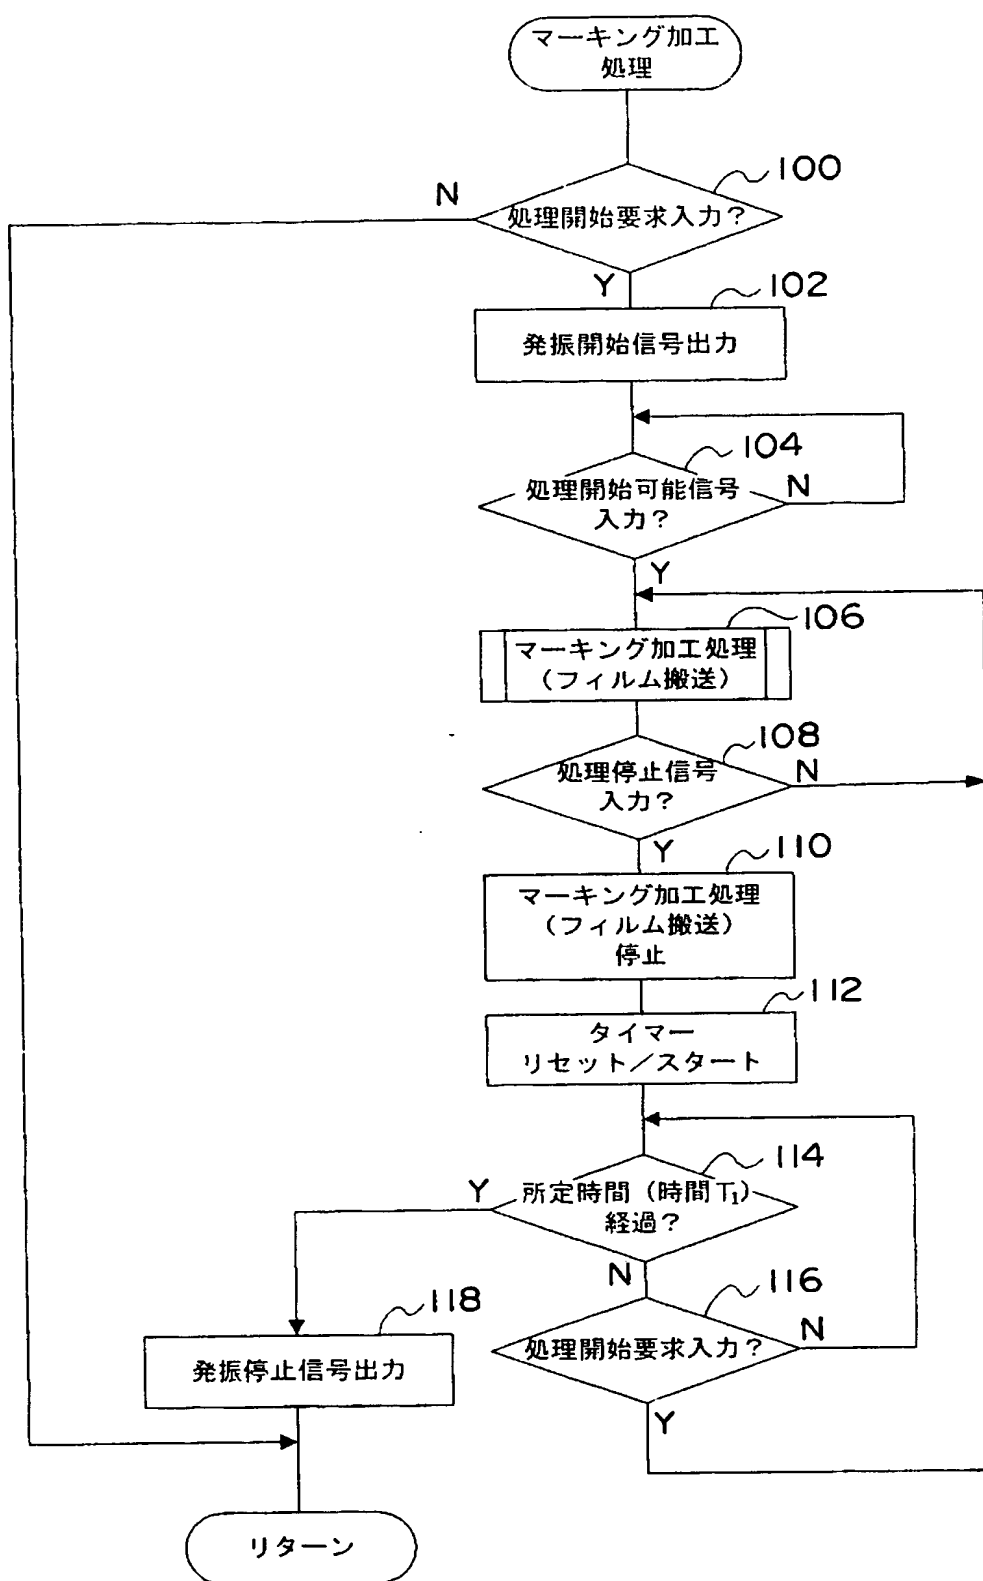 マーキング加工
処理
100
N
処理開始要求入力？
Y
102
発振開始信号出力
104
処理開始可能信号
入力？
N
Y
106
マーキング加工処理
（フィルム搬送）
108
処理停止信号
入力？
N
Y
110
マーキング加工処理
（フィルム搬送）
停止
112
タイマー
リセット／スタート
114
Y
所定時間（時間T₁）
経過？
N
116
118
処理開始要求入力？
N
発振停止信号出力
Y
リターン